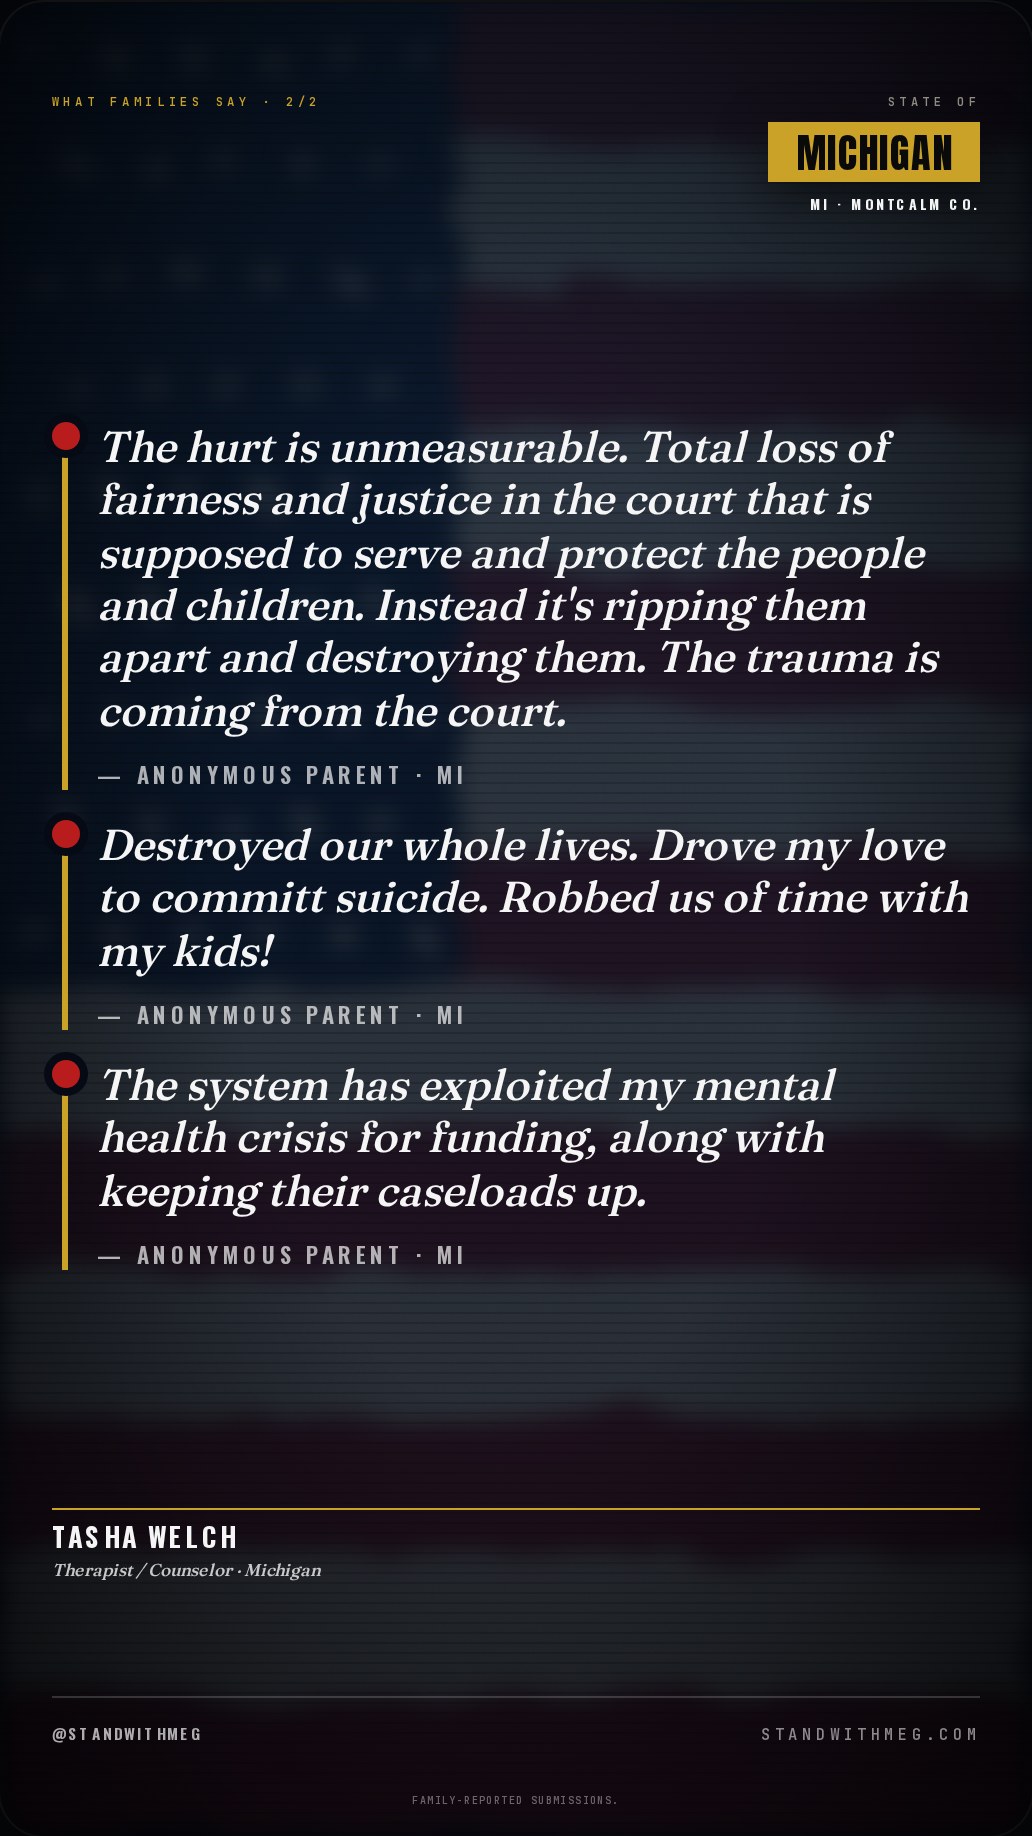 WHAT FAMILIES SAY · 2/2
STATE OF
MICHIGAN
MI · MONTCALM CO.
The hurt is unmeasurable. Total loss of
fairness and justice in the court that is
supposed to serve and protect the people
and children. Instead it's ripping them
apart and destroying them. The trauma is
coming from the court.
— ANONYMOUS PARENT · MI
Destroyed our whole lives. Drove my love
to committ suicide. Robbed us of time with
my kids!
— ANONYMOUS PARENT · MI
The system has exploited my mental
health crisis for funding, along with
keeping their caseloads up.
— ANONYMOUS PARENT · MI
TASHA WELCH
Therapist / Counselor · Michigan
@STANDWITHMEG
STANDWITHMEG.COM
FAMILY-REPORTED SUBMISSIONS.